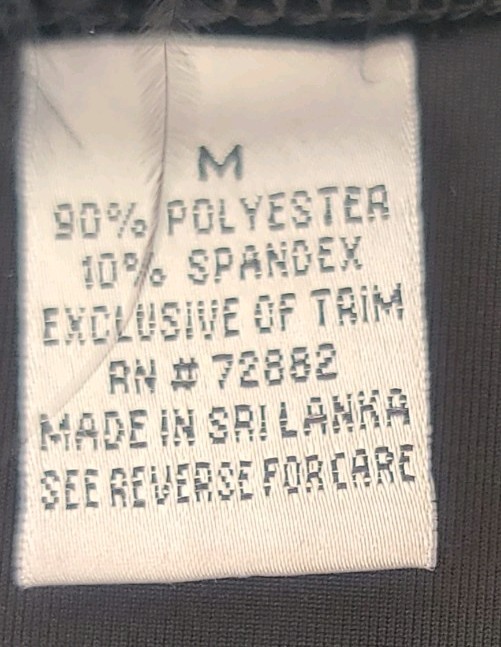 M
90% POLYESTER
10% SPANDEX
EXCLUSIVE OF TRIM
RN # 72882
MADE IN SRI LANKA
SEE REVERSE FOR CARE